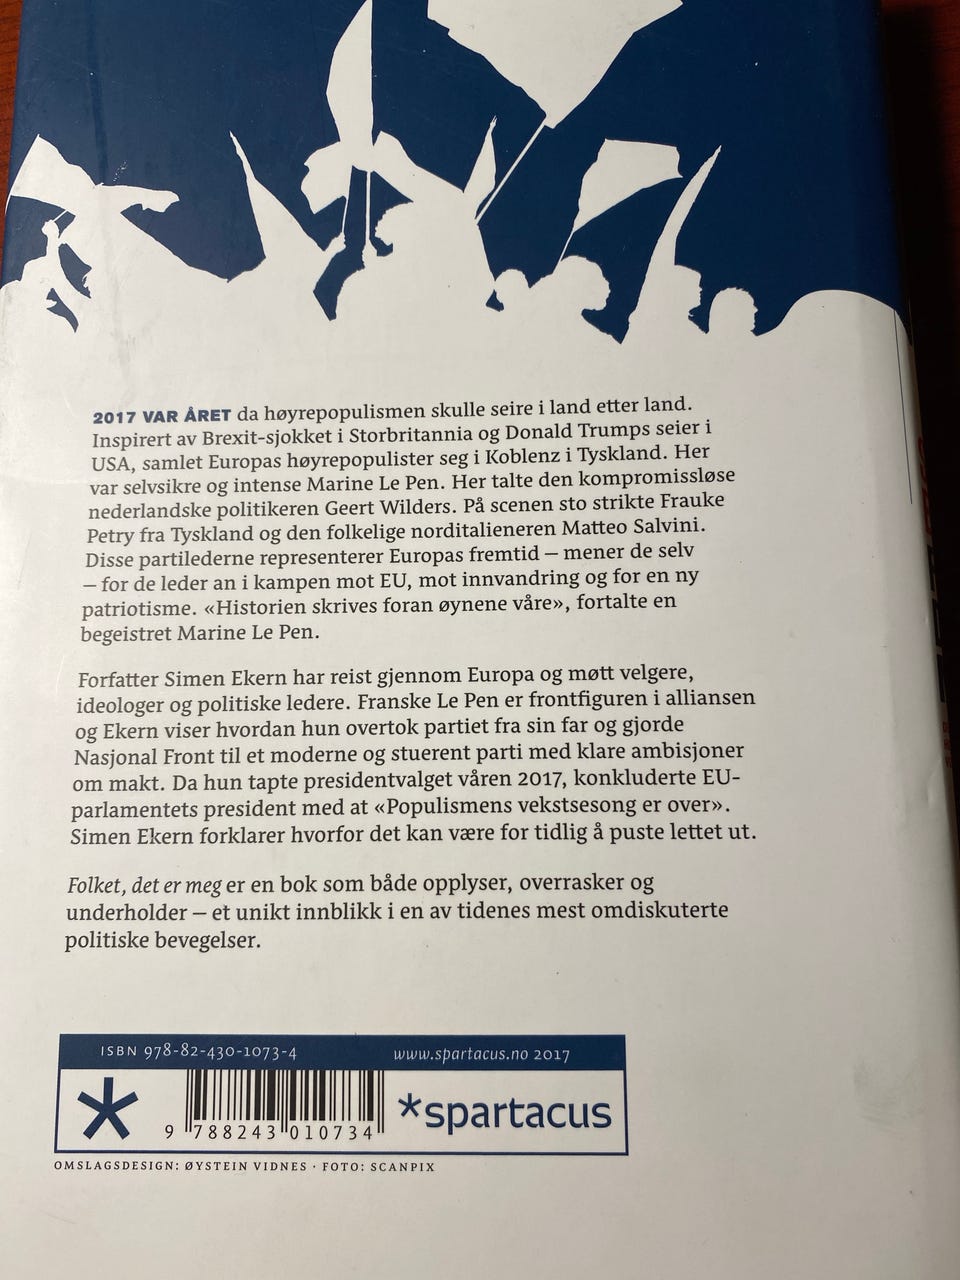 2017 VAR ÅRET da høyrepopulismen skulle seire i land etter land.
Inspirert av Brexit-sjokket i Storbritannia og Donald Trumps seier i
USA, samlet Europas høyrepopulister seg i Koblenz i Tyskland. Her
var selvsikre og intense Marine Le Pen. Her talte den kompromissløse
nederlandske politikeren Geert Wilders. På scenen sto strikte Frauke
Petry fra Tyskland og den folkelige norditalieneren Matteo Salvini.
Disse partilederne representerer Europas fremtid – mener de selv
– for de leder an i kampen mot EU, mot innvandring og for en ny
patriotisme. «Historien skrives foran øynene våre», fortalte en
begeistret Marine Le Pen.
Forfatter Simen Ekern har reist gjennom Europa og møtt velgere,
ideologer og politiske ledere. Franske Le Pen er frontfiguren i alliansen
og Ekern viser hvordan hun overtok partiet fra sin far og gjorde
Nasjonal Front til et moderne og stuerent parti med klare ambisjoner
om makt. Da hun tapte presidentvalget våren 2017, konkluderte EU-
parlamentets president med at «Populismens vekstsesong er over».
Simen Ekern forklarer hvorfor det kan være for tidlig å puste lettet ut.
Folket, det er meg er en bok som både opplyser, overrasker og
underholder – et unikt innblikk i en av tidenes mest omdiskuterte
politiske bevegelser.
ISBN 978-82-430-1073-4 www.spartacus.no 2017
*spartacus
9 788243 010734
OMSLAGSDESIGN: ØYSTEIN VIDNES · FOTO: SCANPIX